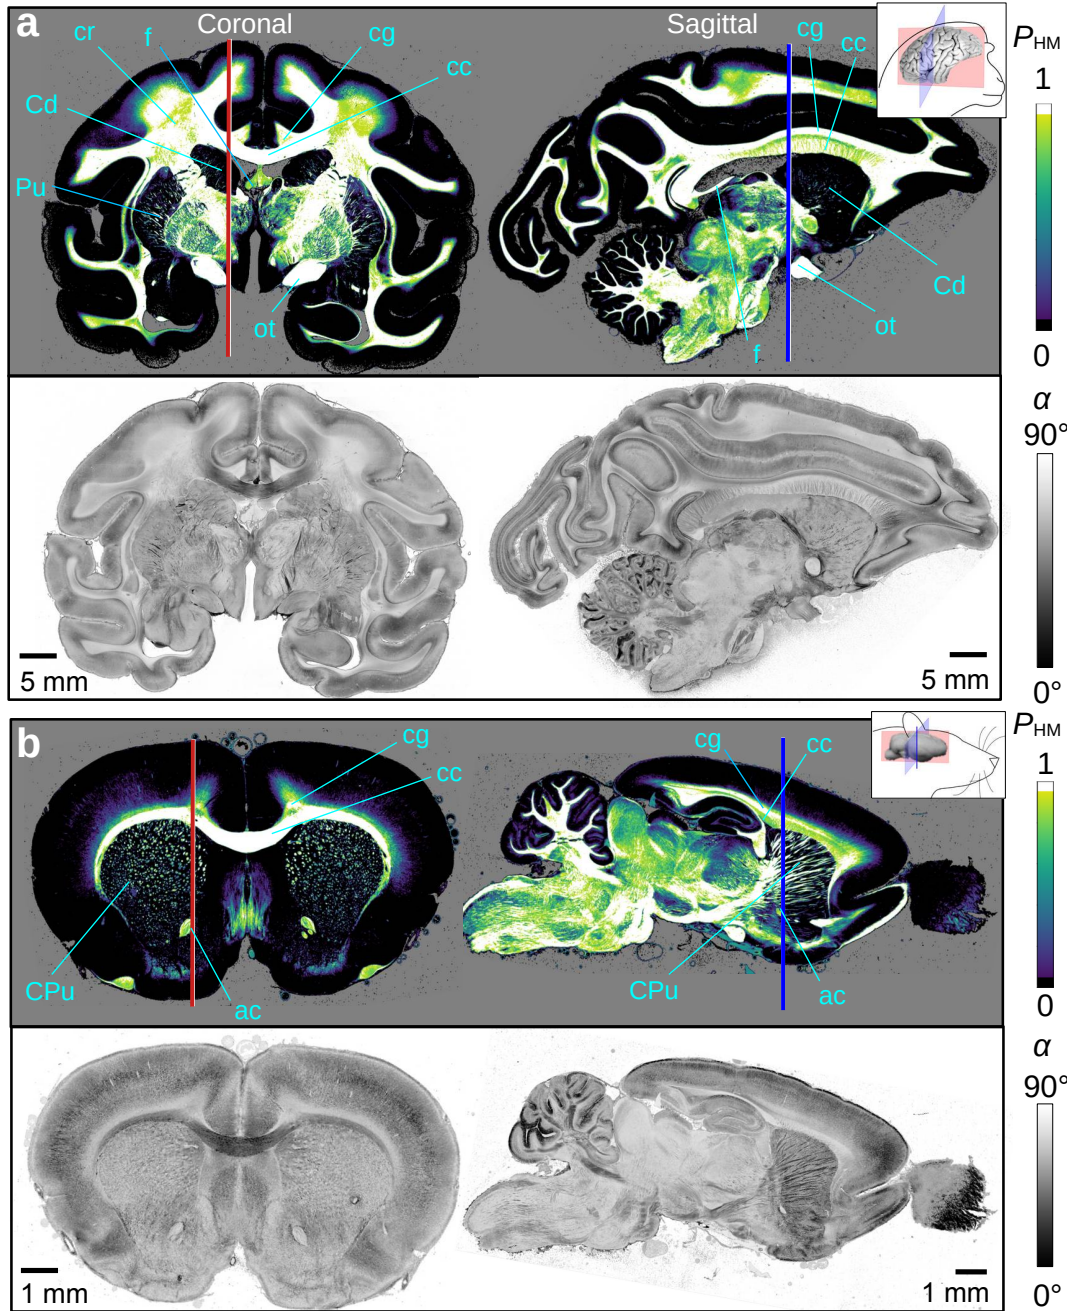 a
Coronal
Sagittal
cr
f
cg
cc
Cd
Pu
ot
cg
cc
Cd
ot
f
P HM
1
0
α
90°
0°
5 mm
5 mm
b
cg
cc
CPu
ac
cg
cc
CPu
ac
P HM
1
0
α
90°
0°
1 mm
1 mm